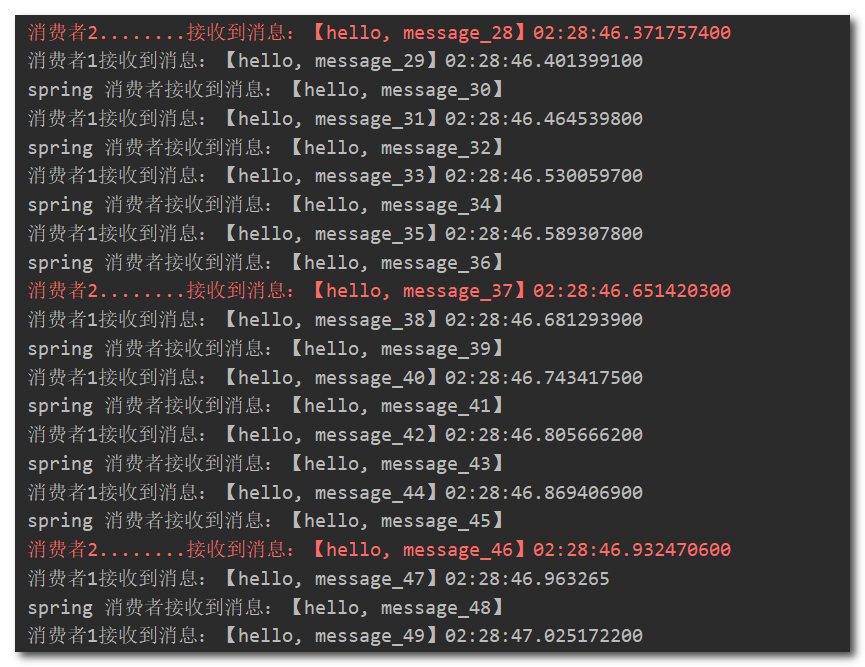 消费者2........接收到消息：【hello, message_28】02:28:46.371757400
消费者1接收到消息：【hello, message_29】02:28:46.401399100
spring 消费者接收到消息：【hello, message_30】
消费者1接收到消息：【hello, message_31】02:28:46.464539800
spring 消费者接收到消息：【hello, message_32】
消费者1接收到消息：【hello, message_33】02:28:46.530059700
spring 消费者接收到消息：【hello, message_34】
消费者1接收到消息：【hello, message_35】02:28:46.589307800
spring 消费者接收到消息：【hello, message_36】
消费者2........接收到消息：【hello, message_37】02:28:46.651420300
消费者1接收到消息：【hello, message_38】02:28:46.681293900
spring 消费者接收到消息：【hello, message_39】
消费者1接收到消息：【hello, message_40】02:28:46.743417500
spring 消费者接收到消息：【hello, message_41】
消费者1接收到消息：【hello, message_42】02:28:46.805666200
spring 消费者接收到消息：【hello, message_43】
消费者1接收到消息：【hello, message_44】02:28:46.869406900
spring 消费者接收到消息：【hello, message_45】
消费者2........接收到消息：【hello, message_46】02:28:46.932470600
消费者1接收到消息：【hello, message_47】02:28:46.963265
spring 消费者接收到消息：【hello, message_48】
消费者1接收到消息：【hello, message_49】02:28:47.025172200